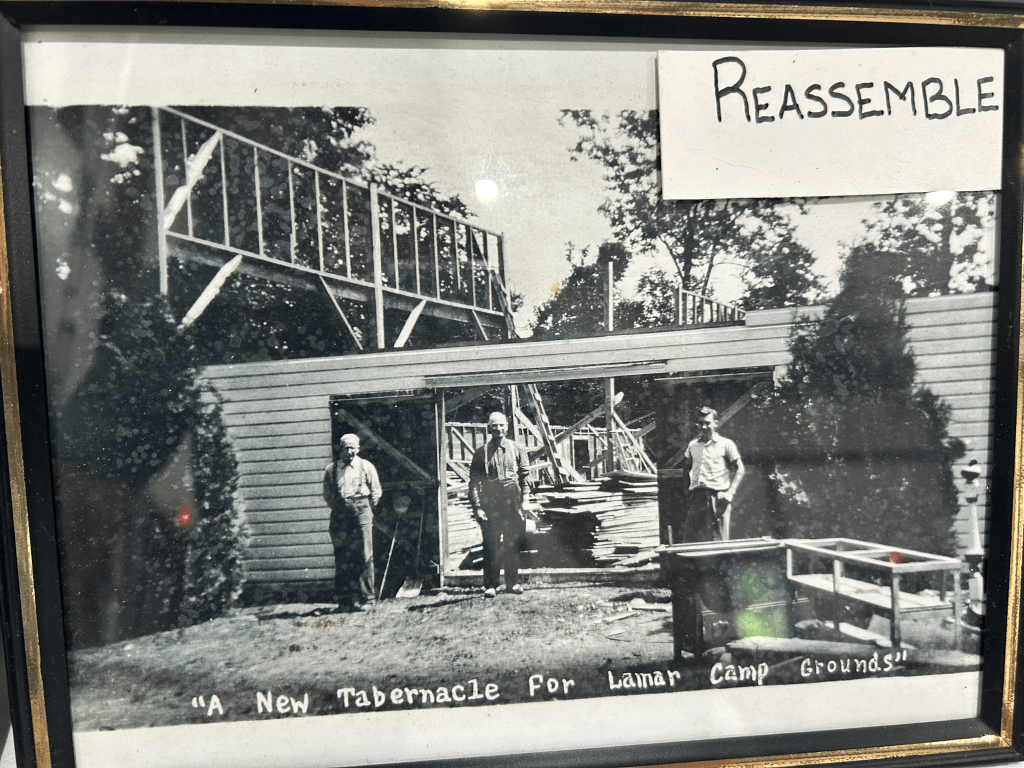 REASSEMBLE
"A New Tabernacle For Lamar Camp Grounds"